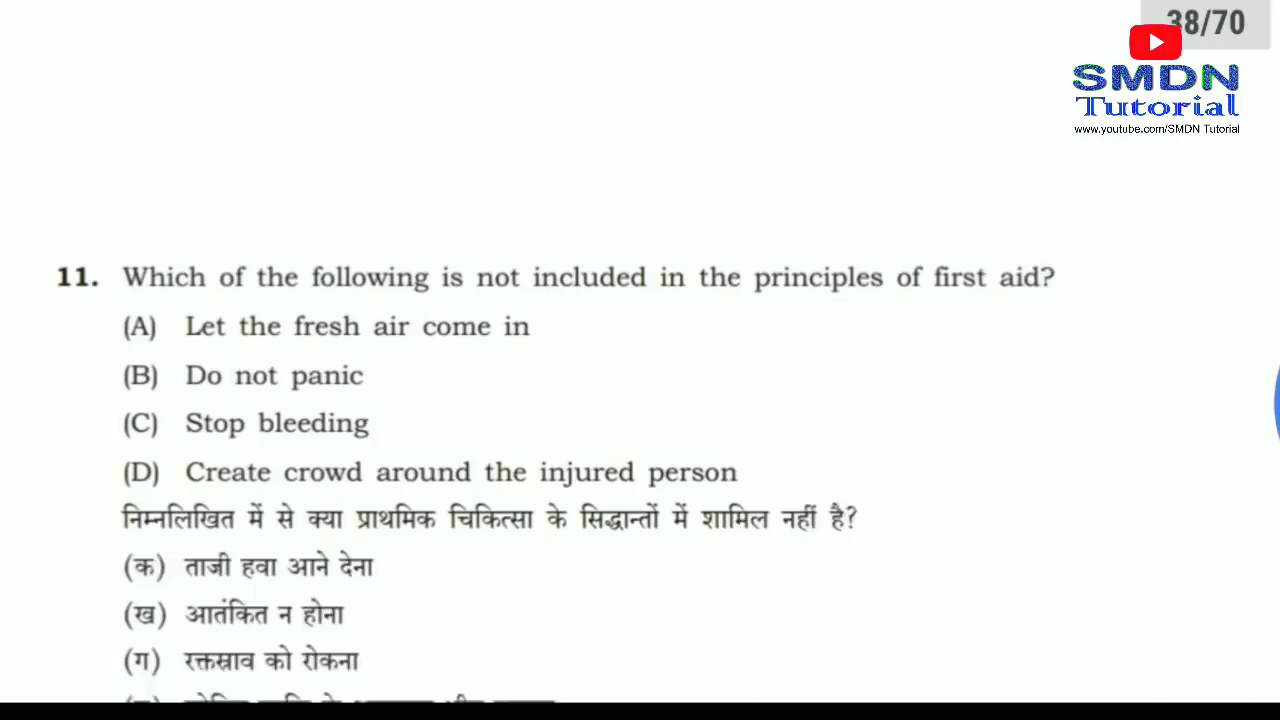 38/70
SMDN
Tutorial
www.youtube.com/SMDN Tutorial
11. Which of the following is not included in the principles of first aid?
(A) Let the fresh air come in
(B) Do not panic
(C) Stop bleeding
(D) Create crowd around the injured person
निम्नलिखित में से क्या प्राथमिक चिकित्सा के सिद्धान्तों में शामिल नहीं है?
(क) ताजी हवा आने देना
(ख) आतंकित न होना
(ग) रक्तस्राव को रोकना